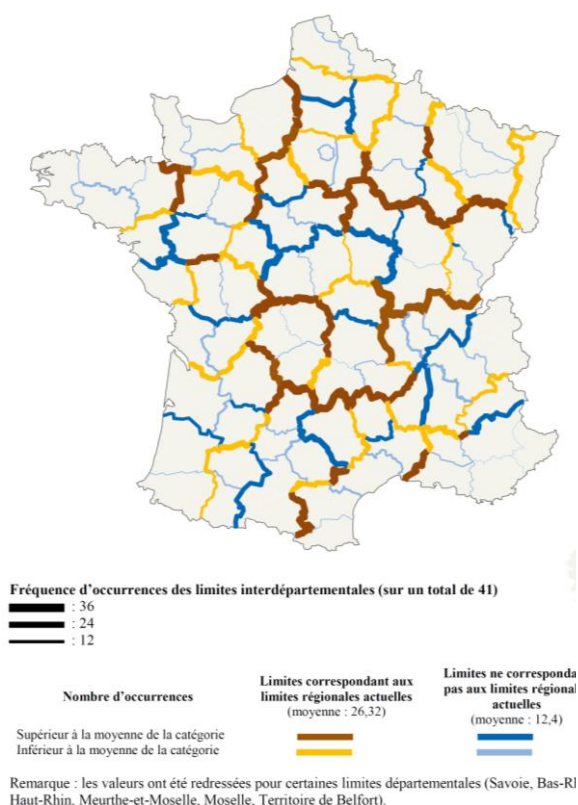 Fréquence d'occurrences des limites interdépartementales (sur un total de 41)
: 36
: 24
: 12
Nombre d'occurrences
Limites correspondant aux
limites régionales actuelles
(moyenne : 26,32)
Limites ne corresponda
pas aux limites régional
actuelles
(moyenne : 12,4)
Supérieur à la moyenne de la catégorie
Inférieur à la moyenne de la catégorie
Remarque : les valeurs ont été redressées pour certaines limites départementales (Savoie, Bas-Rh
Haut-Rhin, Meurthe-et-Moselle, Moselle, Territoire de Belfort).